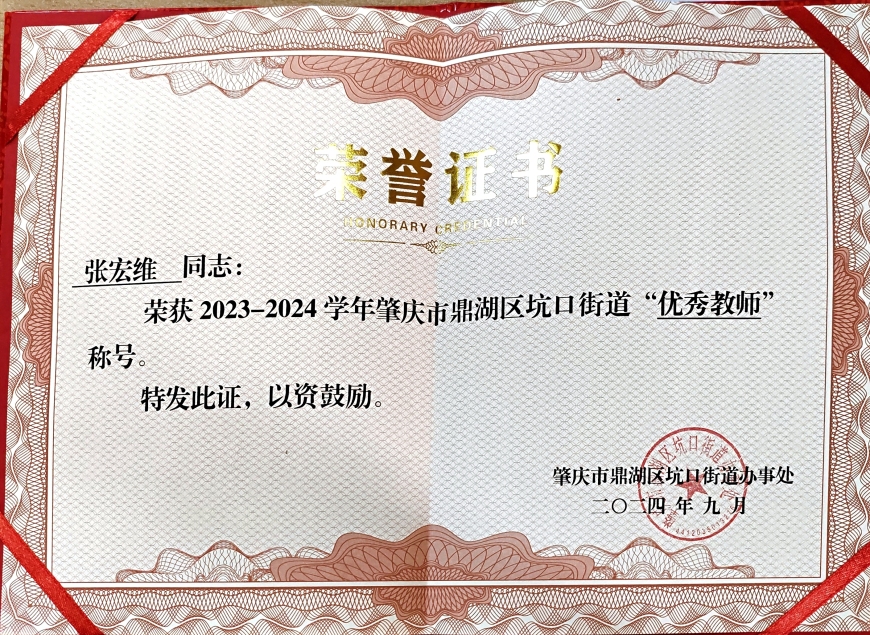 荣誉证书
HONORARY CREDENTIAL
张宏维 同志：
荣获 2023-2024 学年肇庆市鼎湖区坑口街道“优秀教师”
称号。
特发此证，以资鼓励。
肇庆市鼎湖区坑口街道办事处
二〇二四年九月